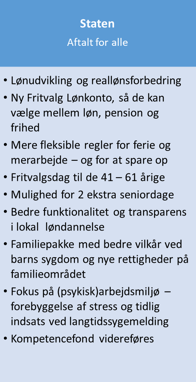 Staten
Aftalt for alle
• Lønudvikling og reallønsforbedring
• Ny Fritvalg Lønkonto, så de kan
vælge mellem løn, pension og
frihed
• Mere fleksible regler for ferie og
merarbejde – og for at spare op
• Fritvalgsdag til de 41 – 61 årige
• Mulighed for 2 ekstra seniordage
• Bedre funktionalitet og transparens
i lokal løndannelse
• Familiepakke med bedre vilkår ved
barns sygdom og nye rettigheder på
familieområdet
• Fokus på (psykisk)arbejdsmiljø –
forebyggelse af stress og tidlig
indsats ved langtidssygemelding
• Kompetencefond videreføres